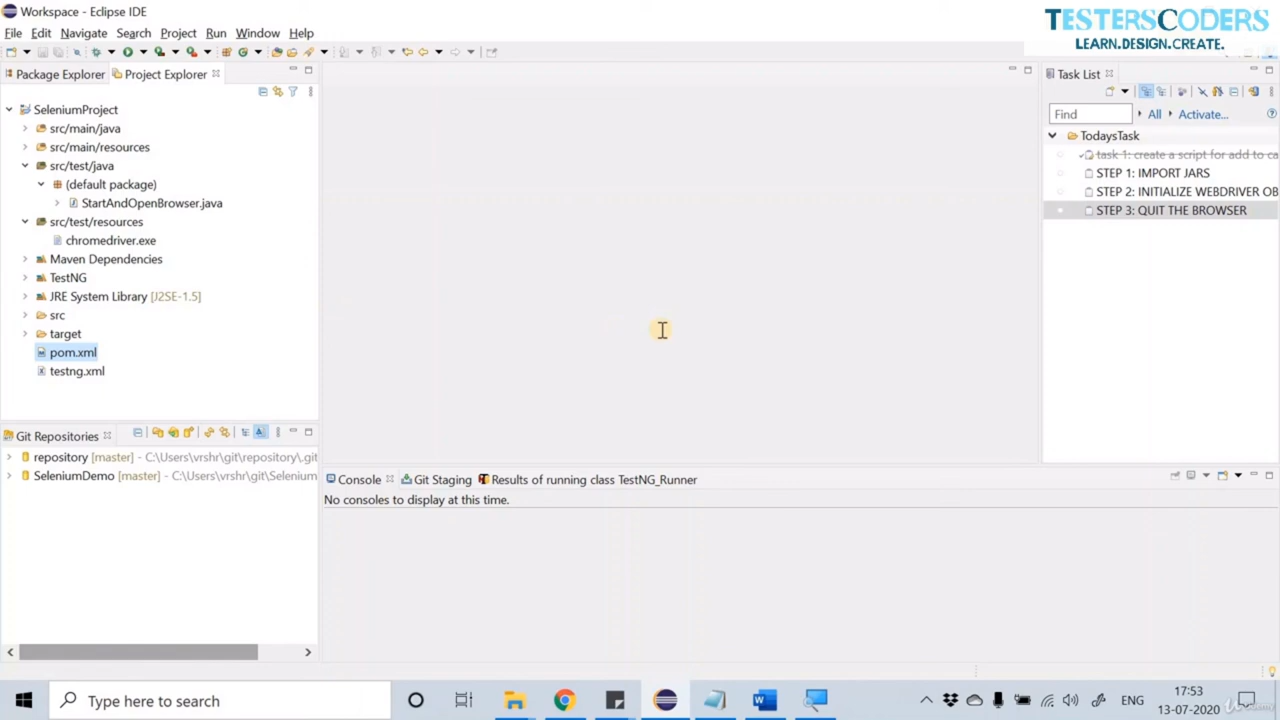 Workspace - Eclipse IDE
TESTERSCODERS
LEARN.DESIGN.CREATE.
File Edit Navigate Search Project Run Window Help
Package Explorer Project Explorer
Task List
Find All Activate...
SeleniumProject
src/main/java
src/main/resources
src/test/java
(default package)
StartAndOpenBrowser.java
src/test/resources
chromedriver.exe
Maven Dependencies
TestNG
JRE System Library [J2SE-1.5]
src
target
pom.xml
testng.xml
TodaysTask
task 1: create a script for add to ca
STEP 1: IMPORT JARS
STEP 2: INITIALIZE WEBDRIVER OB
STEP 3: QUIT THE BROWSER
Git Repositories
repository [master] - C:\Users\vrshr\git\repository\.git
SeleniumDemo [master] - C:\Users\vrshr\git\Selenium
Console Git Staging Results of running class TestNG_Runner
No consoles to display at this time.
Type here to search
ENG
17:53
13-07-2020
Udemy